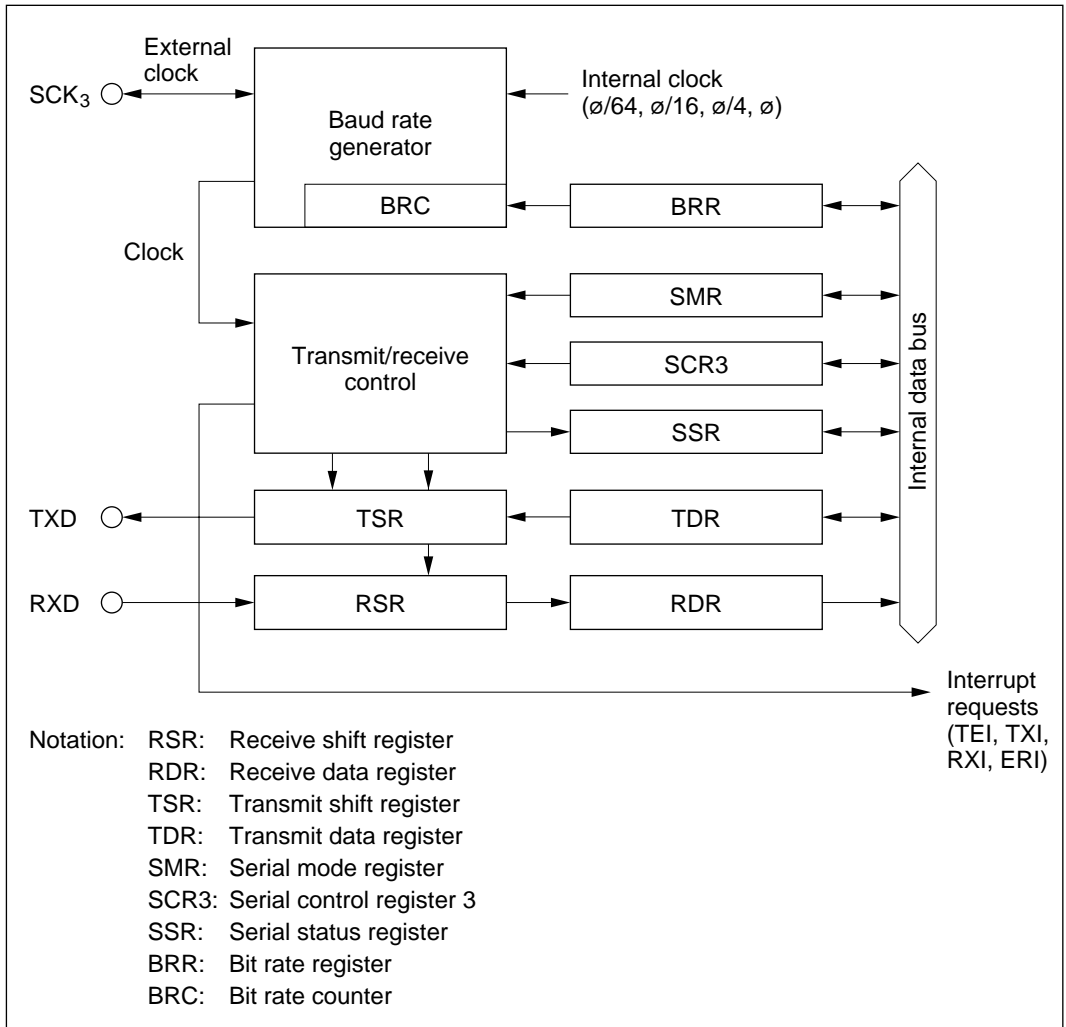 External
clock
SCK3
Internal clock
(ø/64, ø/16, ø/4, ø)
Baud rate
generator
BRC
BRR
Clock
SMR
Transmit/receive
control
SCR3
SSR
Internal data bus
TXD
TSR
TDR
RXD
RSR
RDR
Interrupt
requests
(TEI, TXI,
RXI, ERI)
Notation: RSR: Receive shift register
RDR: Receive data register
TSR: Transmit shift register
TDR: Transmit data register
SMR: Serial mode register
SCR3: Serial control register 3
SSR: Serial status register
BRR: Bit rate register
BRC: Bit rate counter